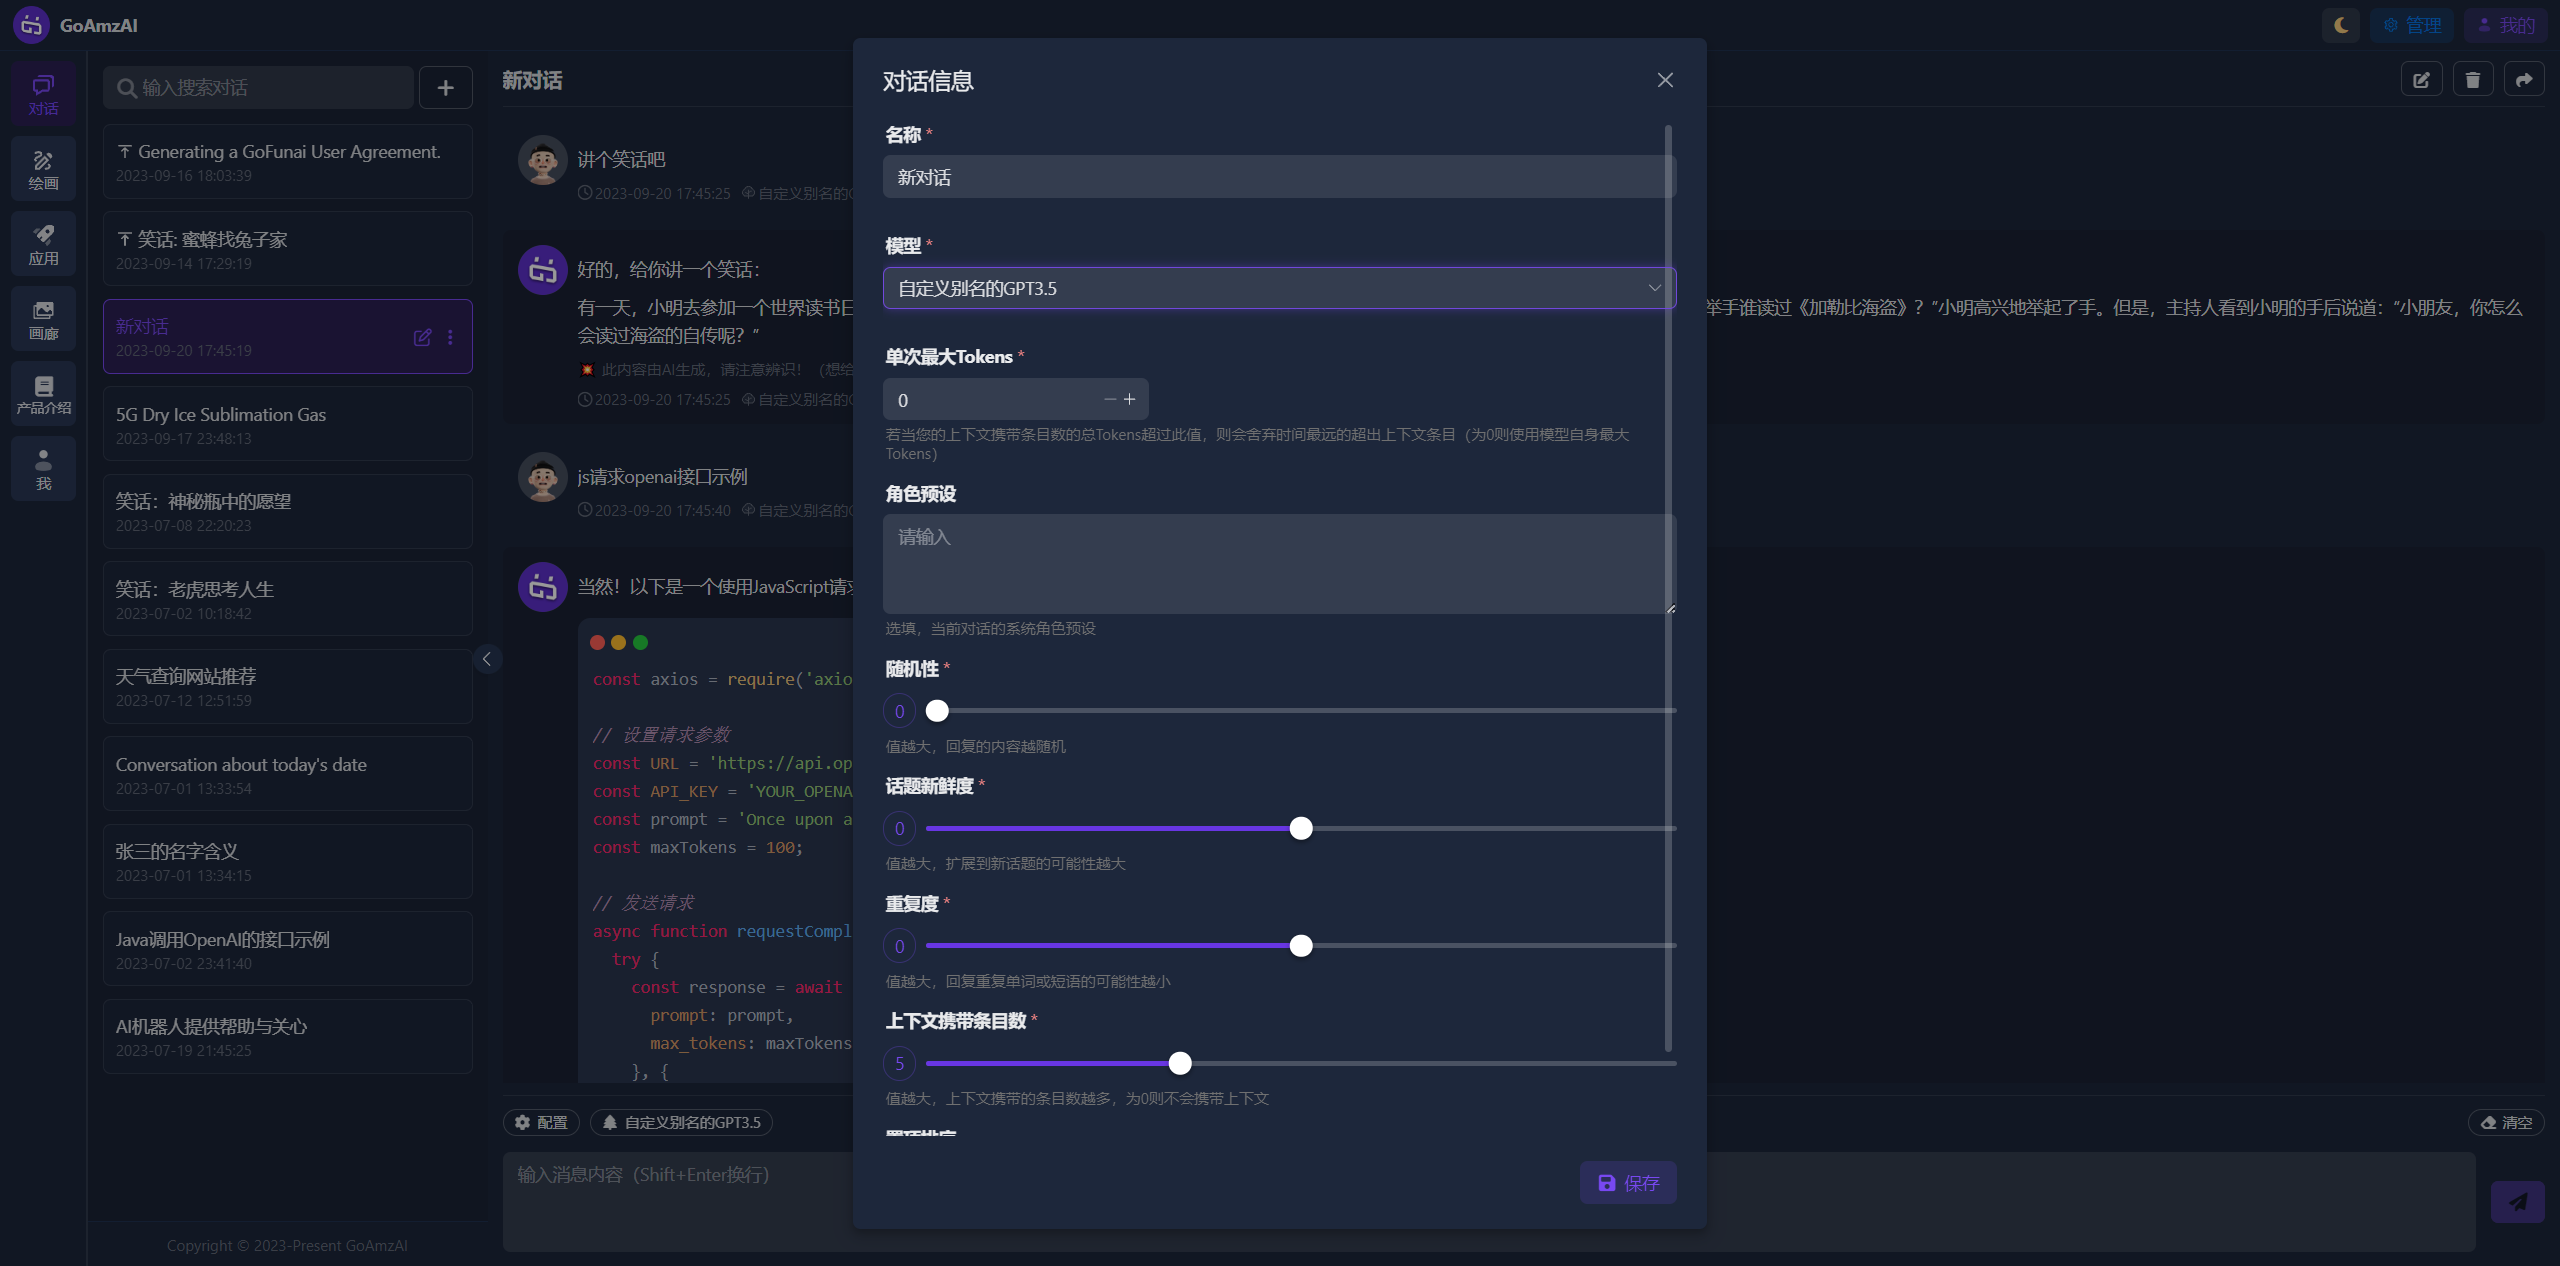 GoAmzAI
管理
我的
对话
绘画
应用
画廊
产品介绍
我
输入搜索对话
Generating a GoFunai User Agreement.
2023-09-16 18:03:39
笑话: 蜜蜂找兔子家
2023-09-14 17:29:19
新对话
2023-09-20 17:45:19
5G Dry Ice Sublimation Gas
2023-09-17 23:48:13
笑话：神秘瓶中的愿望
2023-07-08 22:20:23
笑话：老虎思考人生
2023-07-02 10:18:42
天气查询网站推荐
2023-07-12 12:51:59
Conversation about today's date
2023-07-01 13:33:54
张三的名字含义
2023-07-01 13:34:15
Java调用OpenAI的接口示例
2023-07-02 23:41:40
AI机器人提供帮助与关心
2023-07-19 21:45:25
Copyright © 2023-Present GoAmzAI
新对话
讲个笑话吧
2023-09-20 17:45:25 自定义别名的
好的，给你讲一个笑话：
有一天，小明去参加一个世界读书日
举手谁读过《加勒比海盗》？“小明高兴地举起了手。但是，主持人看到小明的手后说道：“小朋友，你怎么
会读过海盗的自传呢？“
此内容由AI生成，请注意辨识！（想给
2023-09-20 17:45:25 自定义别名的
js请求openai接口示例
2023-09-20 17:45:40 自定义别名的
当然！以下是一个使用JavaScript请求
const axios = require('axio
// 设置请求参数
const URL = 'https://api.op
const API_KEY = 'YOUR_OPENA
const prompt = 'Once upon a
const maxTokens = 100;
// 发送请求
async function requestCompl
try {
const response = await
prompt: prompt,
max_tokens: maxTokens
}, {
配置
自定义别名的GPT3.5
清空
输入消息内容（Shift+Enter换行）
对话信息
名称 *
新对话
模型 *
自定义别名的GPT3.5
单次最大Tokens *
0
若当您的上下文携带条目数的总Tokens超过此值，则会舍弃时间最远的超出上下文条目（为0则使用模型自身最大
Tokens）
角色预设
请输入
选填，当前对话的系统角色预设
随机性 *
0
值越大，回复的内容越随机
话题新鲜度 *
0
值越大，扩展到新话题的可能性越大
重复度 *
0
值越大，回复重复单词或短语的可能性越小
上下文携带条目数 *
5
值越大，上下文携带的条目数越多，为0则不会携带上下文
保存